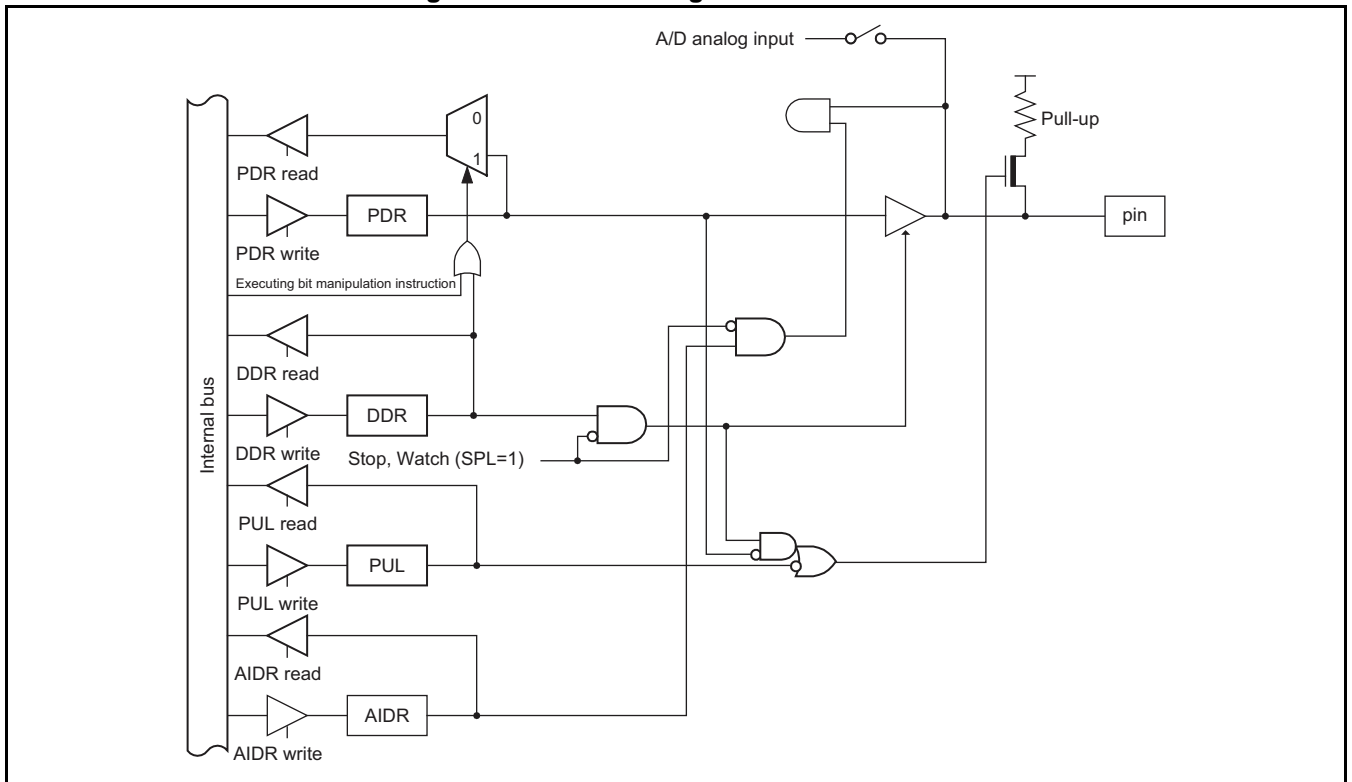 A/D analog input
Pull-up
0
1
PDR read
PDR
pin
PDR write
Executing bit manipulation instruction
DDR read
Internal bus
DDR
DDR write
Stop, Watch (SPL=1)
PUL read
PUL
PUL write
AIDR read
AIDR
AIDR write